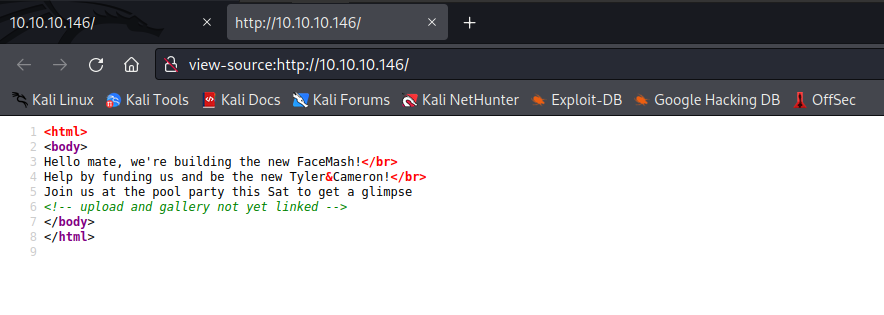 10.10.10.146/ × http://10.10.10.146/ × +
view-source:http://10.10.10.146/
Kali Linux Kali Tools Kali Docs Kali Forums Kali NetHunter Exploit-DB Google Hacking DB OffSec
1 <html>
2 <body>
3 Hello mate, we're building the new FaceMash!</br>
4 Help by funding us and be the new Tyler&Cameron!</br>
5 Join us at the pool party this Sat to get a glimpse
6 <!-- upload and gallery not yet linked -->
7 </body>
8 </html>
9